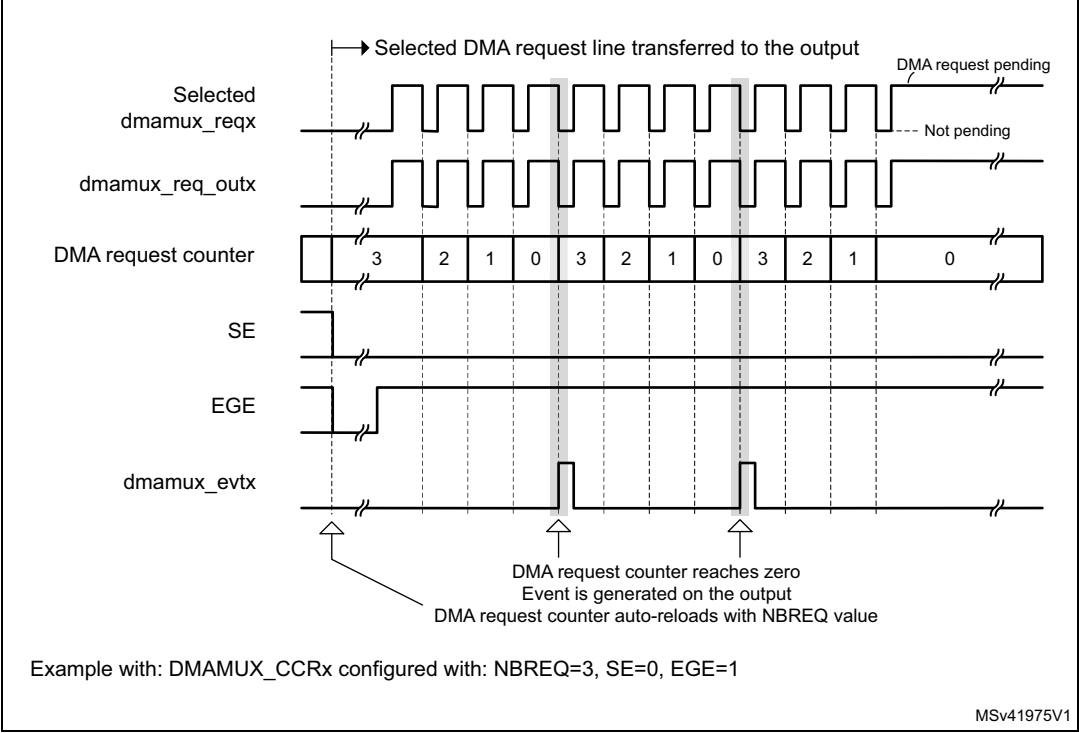 Selected DMA request line transferred to the output
DMA request pending
Selected
dmamux_reqx
Not pending
dmamux_req_outx
DMA request counter
3 2 1 0 3 2 1 0 3 2 1 0
SE
EGE
dmamux_evtx
DMA request counter reaches zero
Event is generated on the output
DMA request counter auto-reloads with NBREQ value
Example with: DMAMUX_CCRx configured with: NBREQ=3, SE=0, EGE=1
MSv41975V1